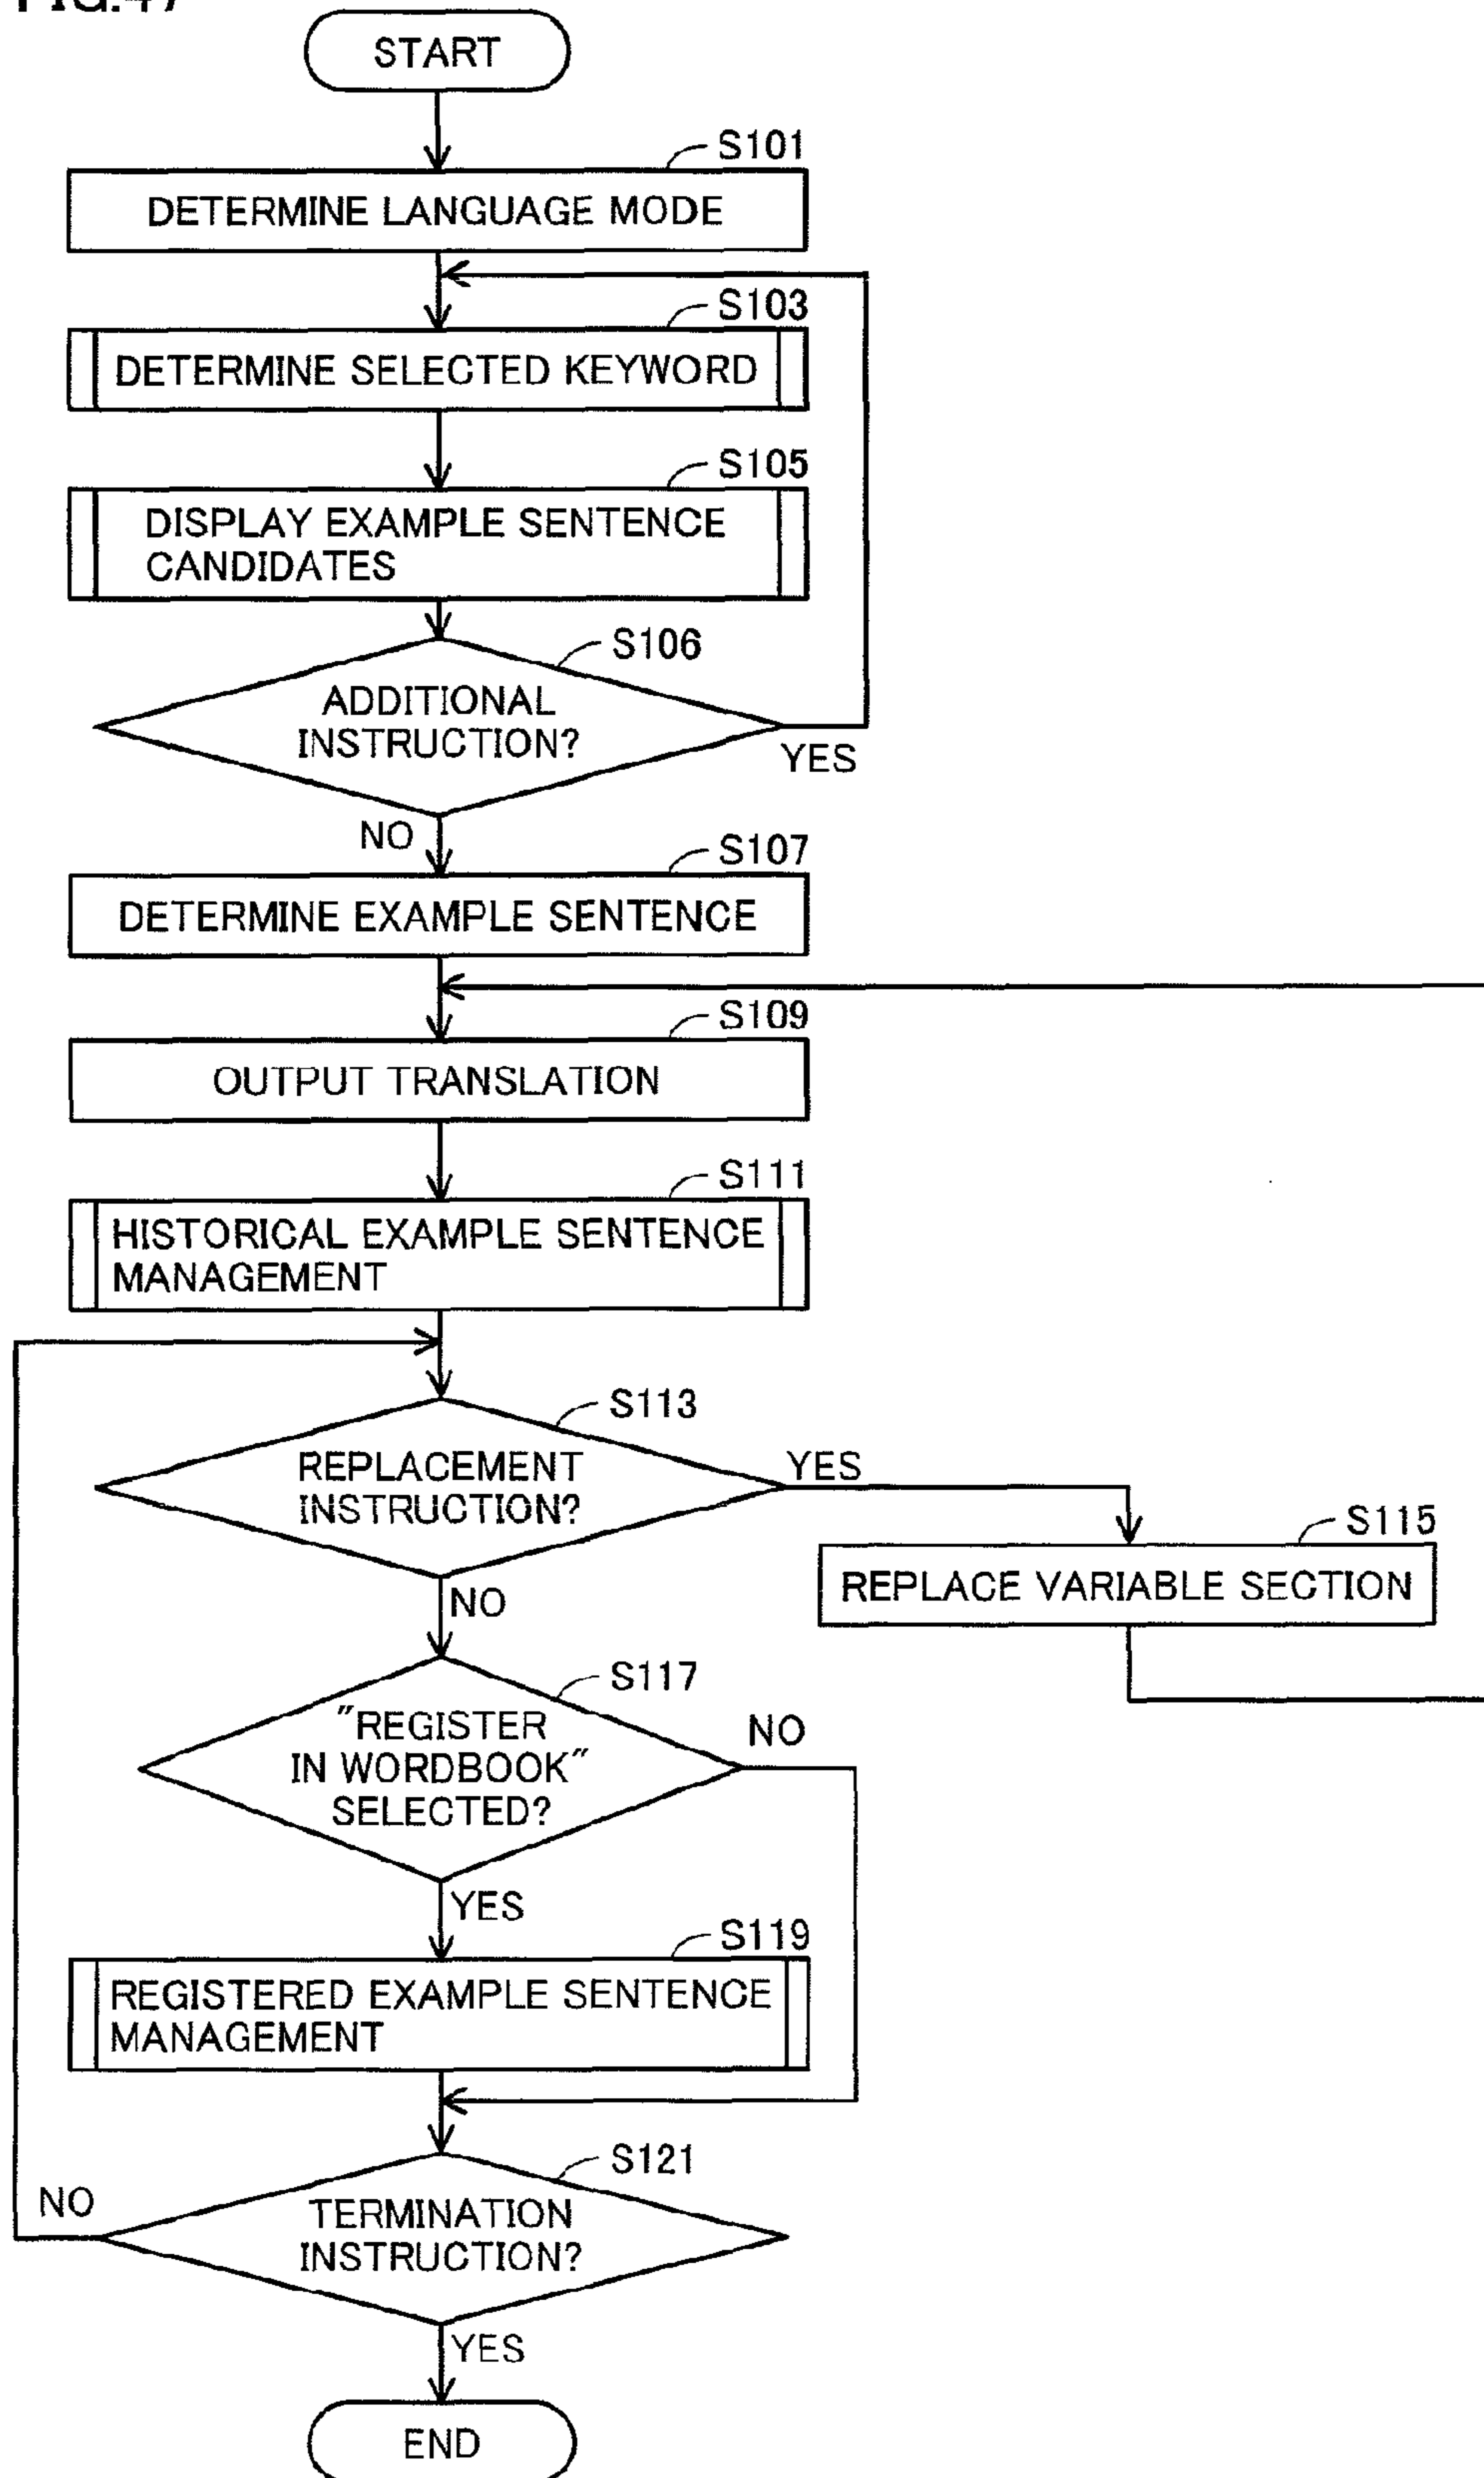 START
S101
DETERMINE LANGUAGE MODE
S103
DETERMINE SELECTED KEYWORD
S105
DISPLAY EXAMPLE SENTENCE
CANDIDATES
S106
ADDITIONAL
INSTRUCTION?
YES
NO
S107
DETERMINE EXAMPLE SENTENCE
S109
OUTPUT TRANSLATION
S111
HISTORICAL EXAMPLE SENTENCE
MANAGEMENT
S113
REPLACEMENT
INSTRUCTION?
YES
S115
REPLACE VARIABLE SECTION
NO
S117
"REGISTER
IN WORDBOOK"
SELECTED?
NO
YES
S119
REGISTERED EXAMPLE SENTENCE
MANAGEMENT
S121
NO
TERMINATION
INSTRUCTION?
YES
END